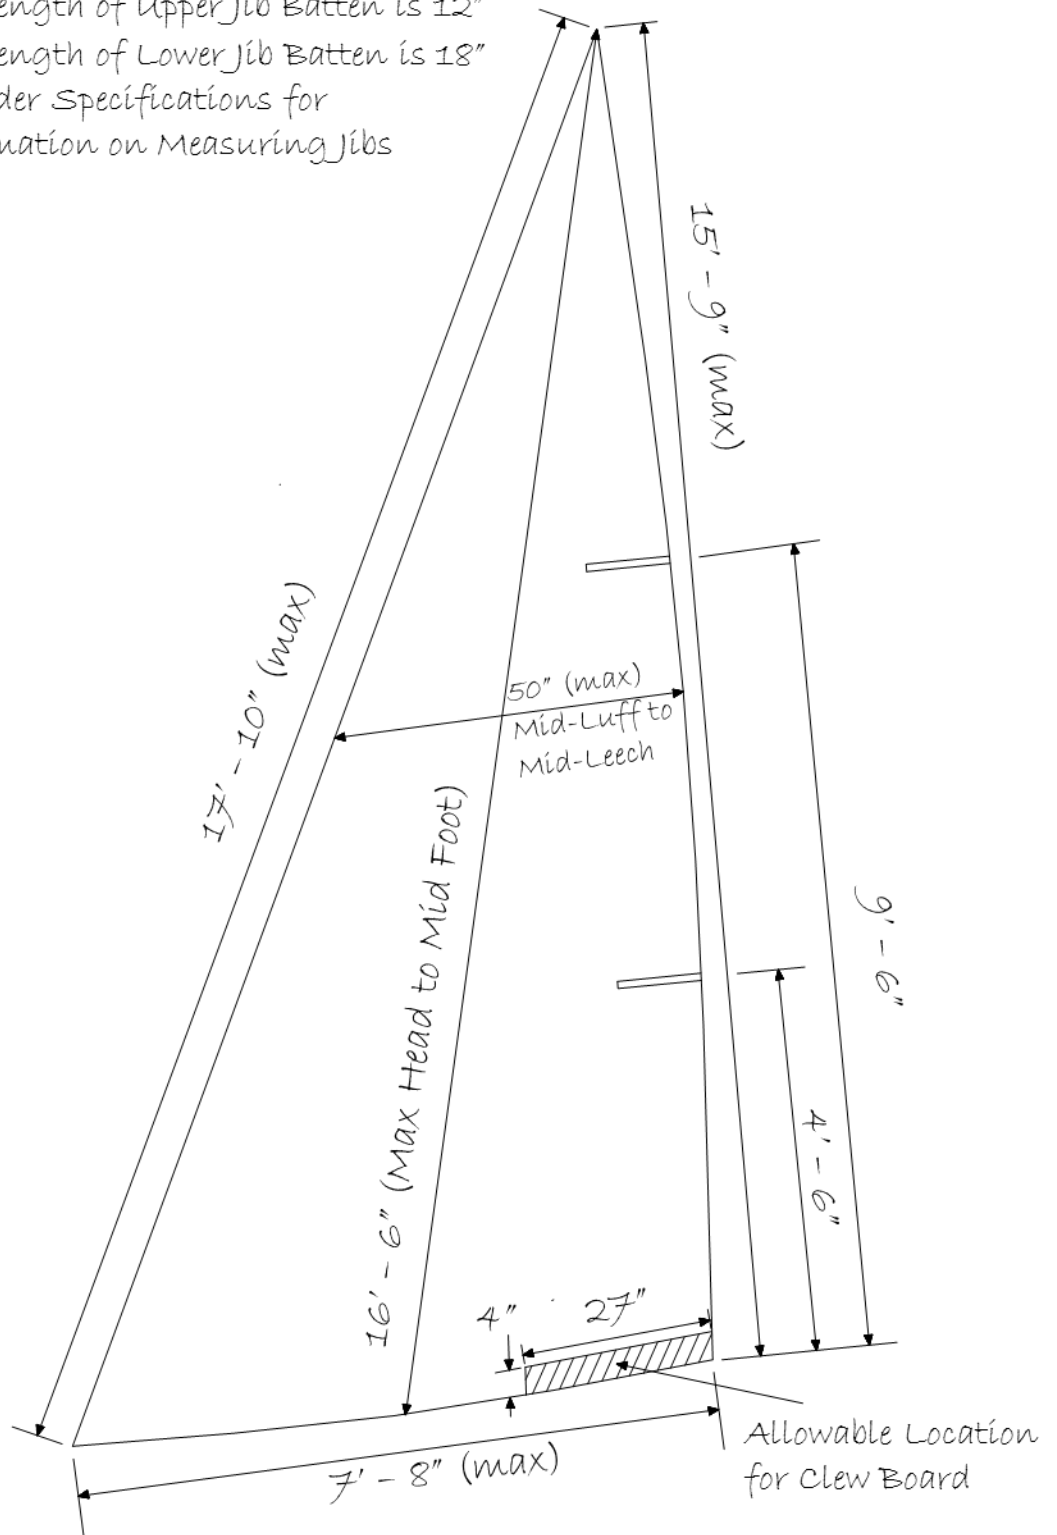 ength of Upper Jib Batten is 12"
ength of Lower Jib Batten is 18"
der Specifications for
mation on Measuring Jibs
15' - 9" (max)
17' - 10" (max)
50" (max)
Mid-Luff to
Mid-Leech
16' - 6" (Max Head to Mid Foot)
9' - 6"
4' - 6"
4"
27"
7' - 8" (max)
Allowable Location
for Clew Board